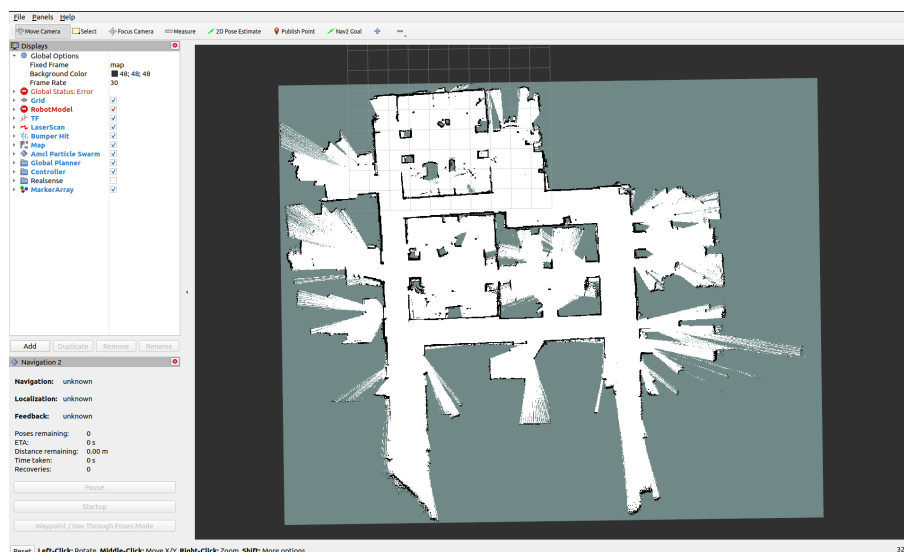 File Panels Help
Move Camera Select Focus Camera Measure 2D Pose Estimate Publish Point Nav2 Goal
Displays
Global Options
Fixed Frame map
Background Color 48; 48; 48
Frame Rate 30
Global Status: Error
Grid
RobotModel
TF
LaserScan
Bumper Hit
Map
Amcl Particle Swarm
Global Planner
Controller
Realsense
MarkerArray
Add Duplicate Remove Rename
Navigation 2
Navigation: unknown
Localization: unknown
Feedback: unknown
Poses remaining: 0
ETA: 0 s
Distance remaining: 0.00 m
Time taken: 0 s
Recoveries: 0
Pause
Startup
Waypoint / Nav Through Poses Mode
Reset Left-Click: Rotate. Middle-Click: Move X/Y. Right-Click: Zoom. Shift: More options. 32